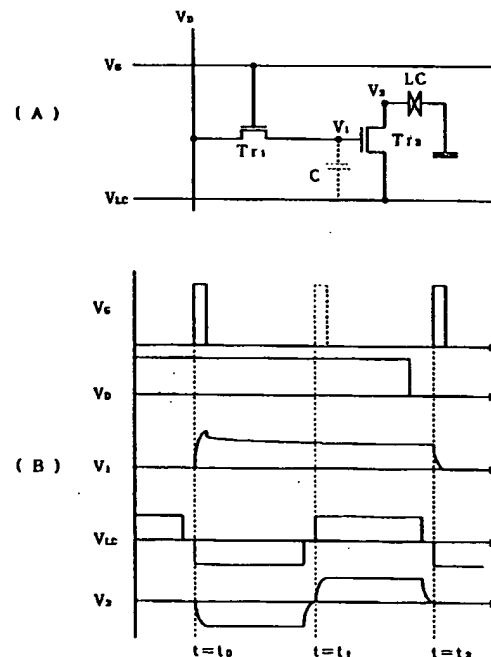 V_D
V_G
LC
( A )
V_2
V_1
Tr_1
Tr_2
C
V_LC
V_G
V_D
( B )
V_1
V_LC
V_2
t=t_0
t=t_1
t=t_2